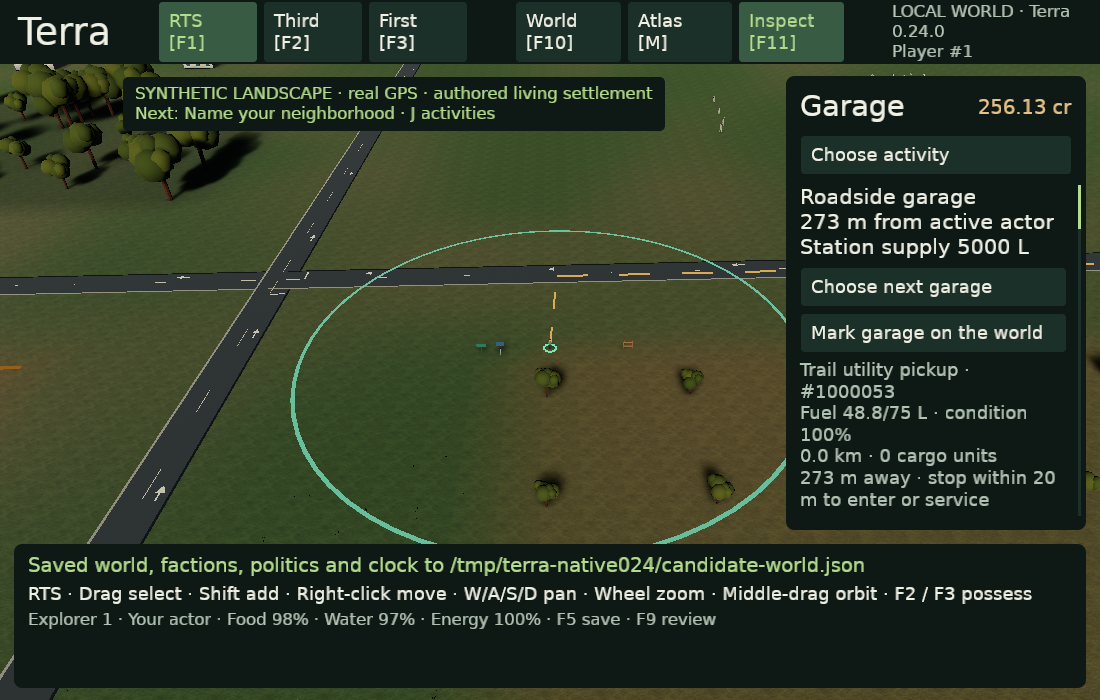 Terra
RTS
[F1]
Third
[F2]
First
[F3]
World
[F10]
Atlas
[M]
Inspect
[F11]
LOCAL WORLD · Terra
0.24.0
Player #1
SYNTHETIC LANDSCAPE · real GPS · authored living settlement
Next: Name your neighborhood · J activities
Garage
256.13 cr
Choose activity
Roadside garage
273 m from active actor
Station supply 5000 L
Choose next garage
Mark garage on the world
Trail utility pickup ·
#1000053
Fuel 48.8/75 L · condition
100%
0.0 km · 0 cargo units
273 m away · stop within 20
m to enter or service
Saved world, factions, politics and clock to /tmp/terra-native024/candidate-world.json
RTS · Drag select · Shift add · Right-click move · W/A/S/D pan · Wheel zoom · Middle-drag orbit · F2 / F3 possess
Explorer 1 · Your actor · Food 98% · Water 97% · Energy 100% · F5 save · F9 review